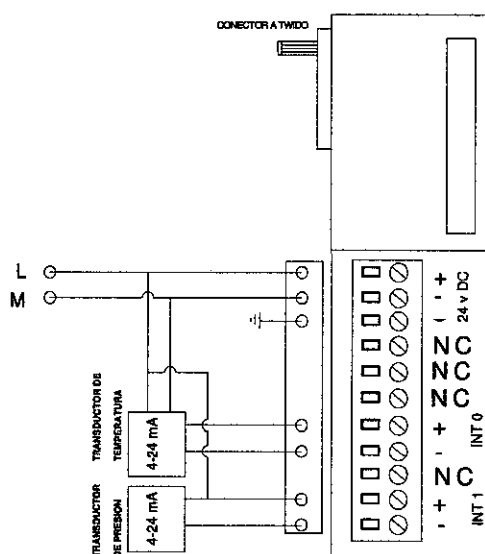 CONECTOR A TWIDO
L
M
+
-
-
24 v DC
NC
NC
NC
+
-
INT 0
NC
+
-
INT 1
TRANSDUCTOR DE
TEMPERATURA
4-24 mA
TRANSDUCTOR
DE PRESION
4-24 mA